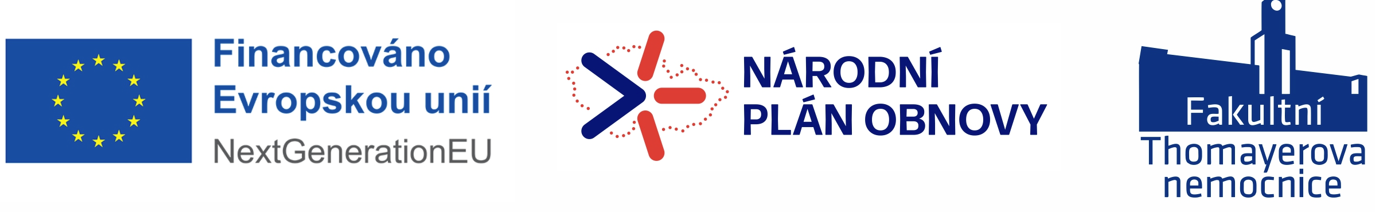 Financováno
Evropskou unií
NextGenerationEU
NÁRODNÍ
PLÁN OBNOVY
Fakultní
Thomayerova
nemocnice